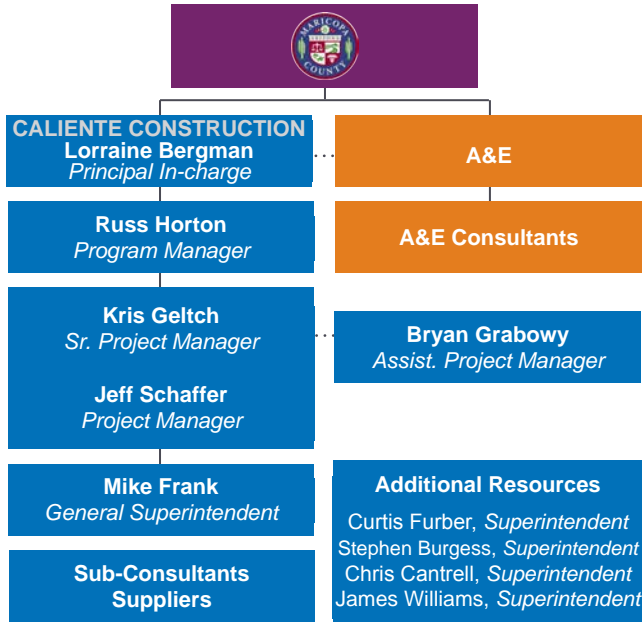 MARICOPA
COUNTY
CALIENTE CONSTRUCTION
Lorraine Bergman
Principal In-charge
A&E
Russ Horton
Program Manager
A&E Consultants
Kris Geltch
Sr. Project Manager
Jeff Schaffer
Project Manager
Bryan Grabowy
Assist. Project Manager
Mike Frank
General Superintendent
Sub-Consultants
Suppliers
Additional Resources
Curtis Furber, Superintendent
Stephen Burgess, Superintendent
Chris Cantrell, Superintendent
James Williams, Superintendent